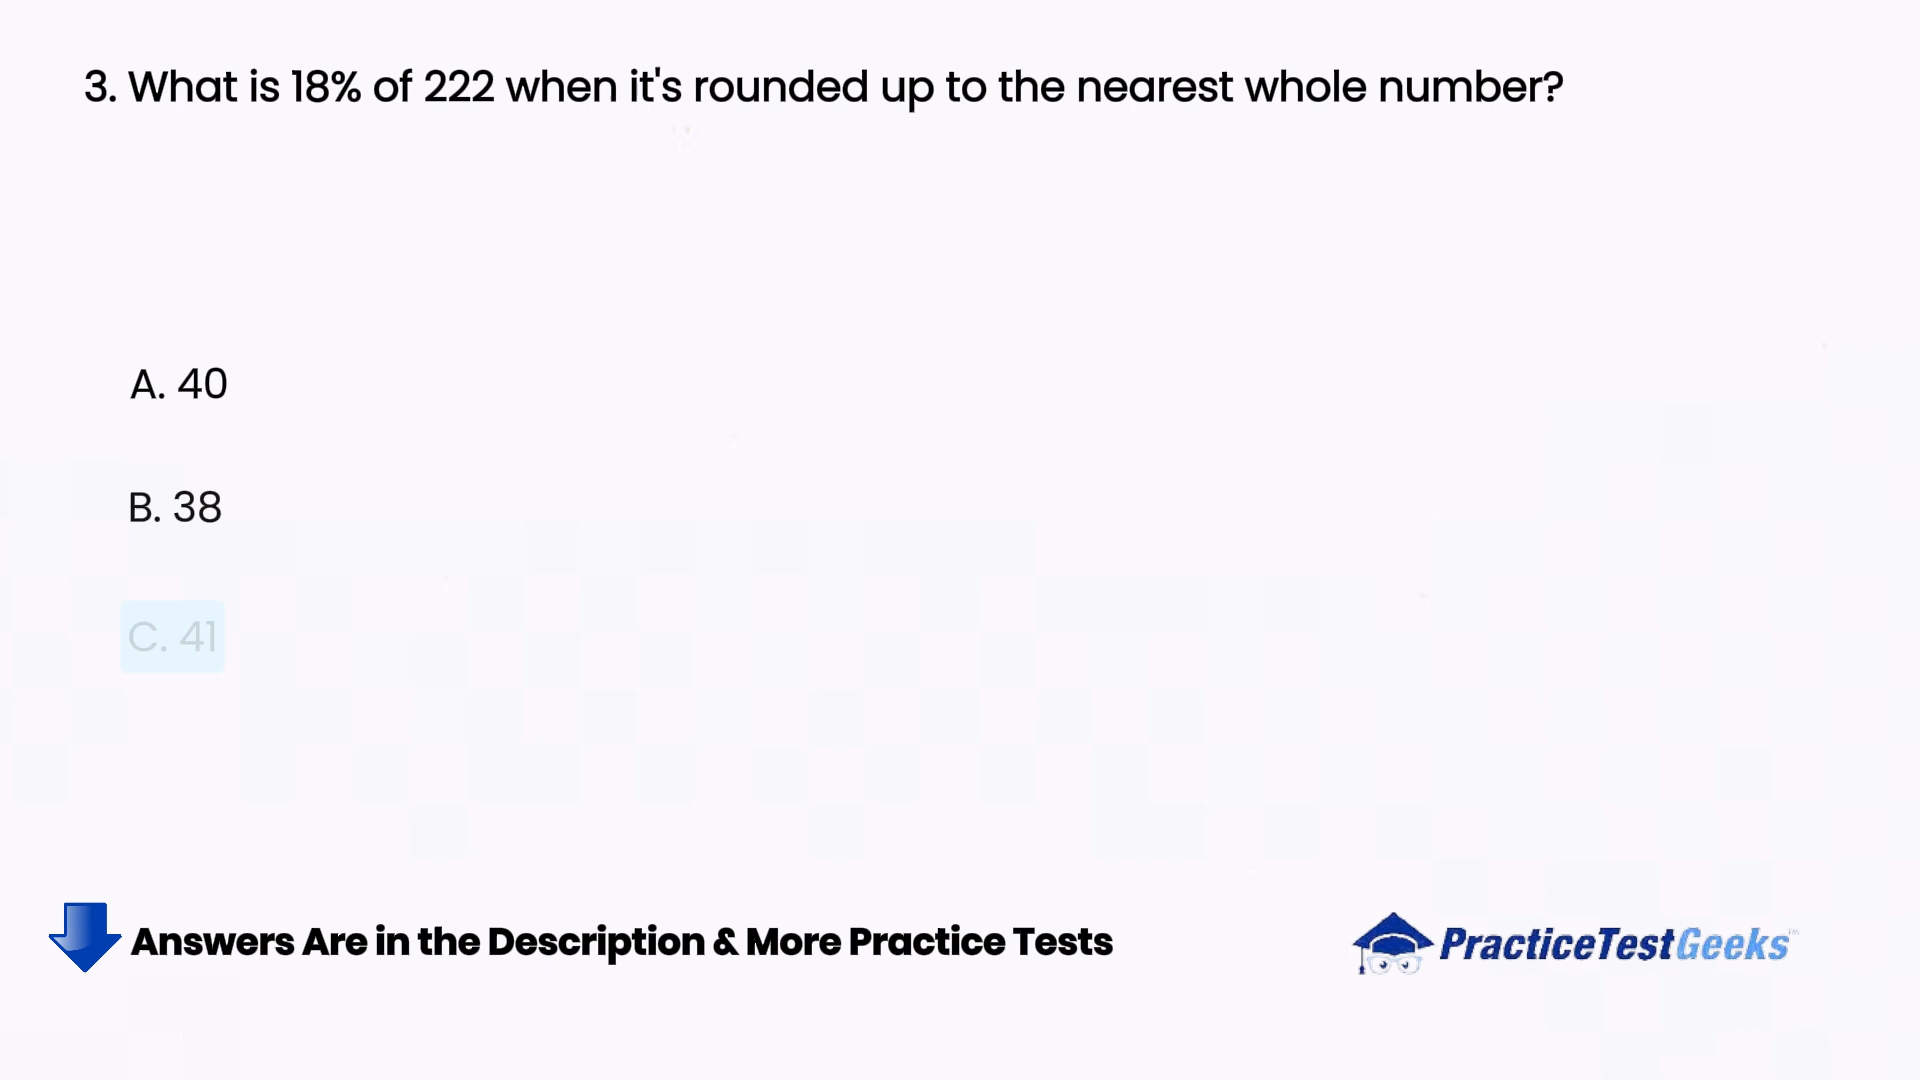 3. What is 18% of 222 when it's rounded up to the nearest whole number?
A. 40
B. 38
C. 41
Answers Are in the Description & More Practice Tests
PracticeTestGeeks™